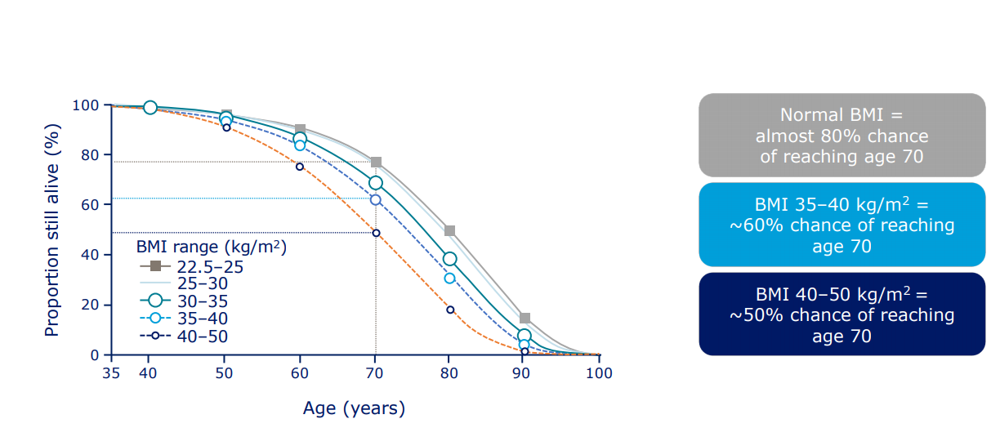 100
80
60
40
20
0
Proportion still alive (%)
BMI range (kg/m²)
22.5–25
25–30
30–35
35–40
40–50
35 40 50 60 70 80 90 100
Age (years)
Normal BMI =
almost 80% chance
of reaching age 70
BMI 35–40 kg/m² =
~60% chance of reaching
age 70
BMI 40–50 kg/m² =
~50% chance of reaching
age 70